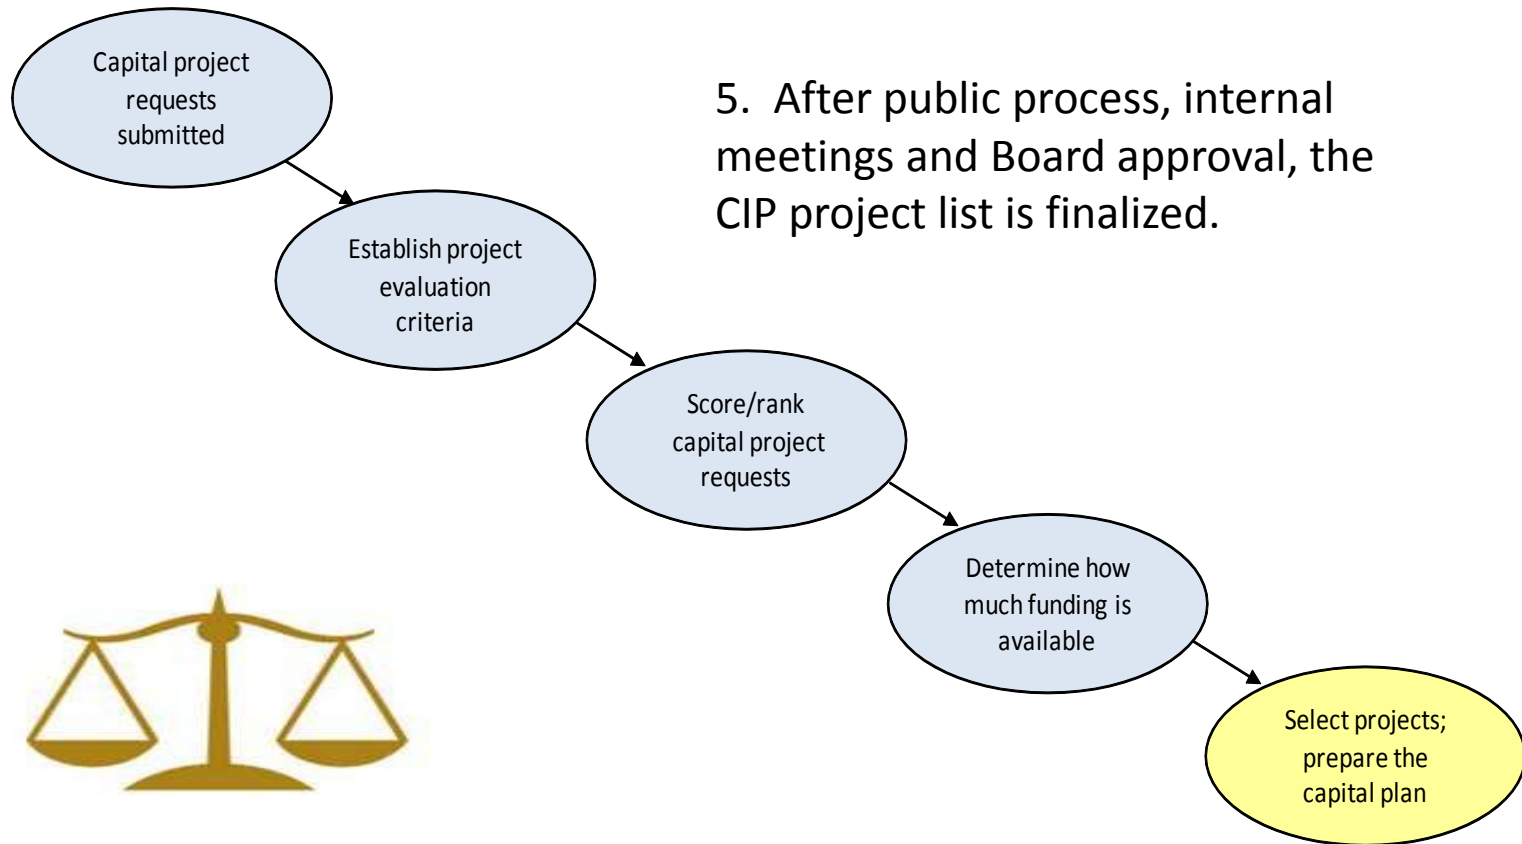 Capital project
requests
submitted
5. After public process, internal
meetings and Board approval, the
CIP project list is finalized.
Establish project
evaluation
criteria
Score/rank
capital project
requests
Determine how
much funding is
available
Select projects;
prepare the
capital plan